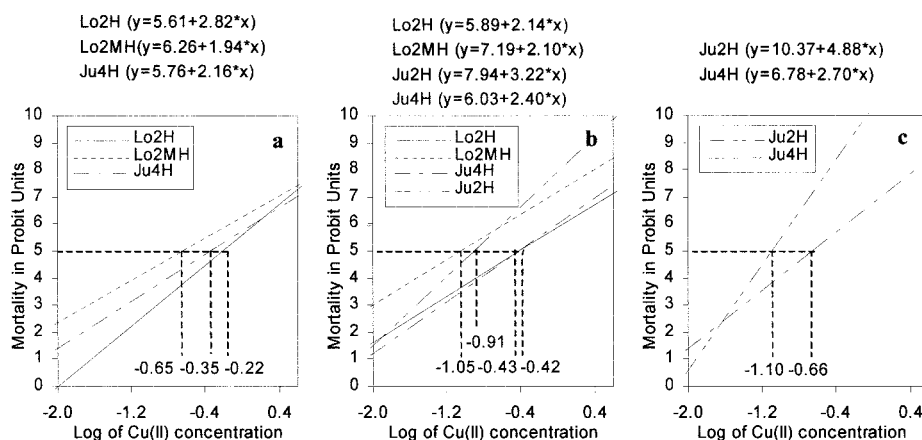 Lo2H (y=5.61+2.82*x)
Lo2MH(y=6.26+1.94*x)
Ju4H (y=5.76+2.16*x)
Lo2H (y=5.89+2.14*x)
Lo2MH (y=7.19+2.10*x)
Ju2H (y=7.94+3.22*x)
Ju4H (y=6.03+2.40*x)
Ju2H (y=10.37+4.88*x)
Ju4H (y=6.78+2.70*x)
Mortality in Probit Units
10
9
8
7
6
5
4
3
2
1
0
Lo2H
Lo2MH
Ju4H
a
-0.65 -0.35 -0.22
-2.0 -1.2 -0.4 0.4
Log of Cu(II) concentration
Mortality in Probit Units
10
9
8
7
6
5
4
3
2
1
0
Lo2H
Lo2MH
Ju4H
Ju2H
b
-0.91
-1.05 -0.43 -0.42
-2.0 -1.2 -0.4 0.4
Log of Cu(II) concentration
Mortality in Probit Units
10
9
8
7
6
5
4
3
2
1
0
Ju2H
Ju4H
c
-1.10 -0.66
-2.0 -1.2 -0.4 0.4
Log of Cu(II) concentration